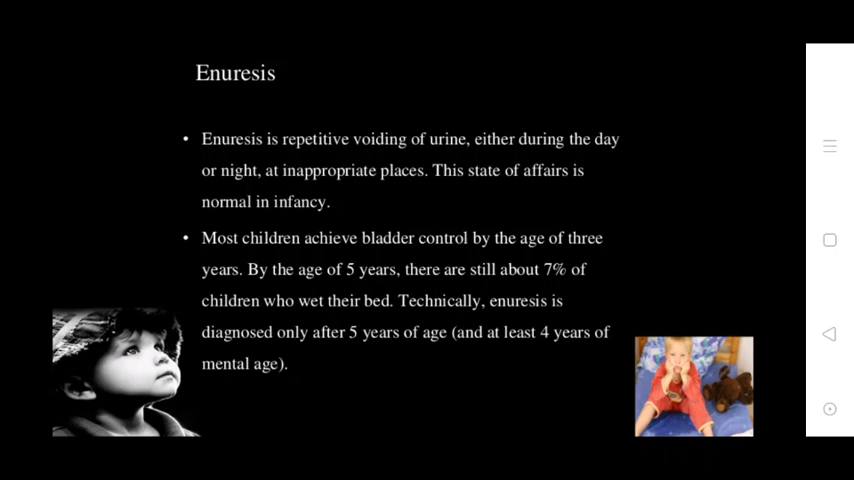 Enuresis
• Enuresis is repetitive voiding of urine, either during the day
or night, at inappropriate places. This state of affairs is
normal in infancy.
• Most children achieve bladder control by the age of three
years. By the age of 5 years, there are still about 7% of
children who wet their bed. Technically, enuresis is
diagnosed only after 5 years of age (and at least 4 years of
mental age).